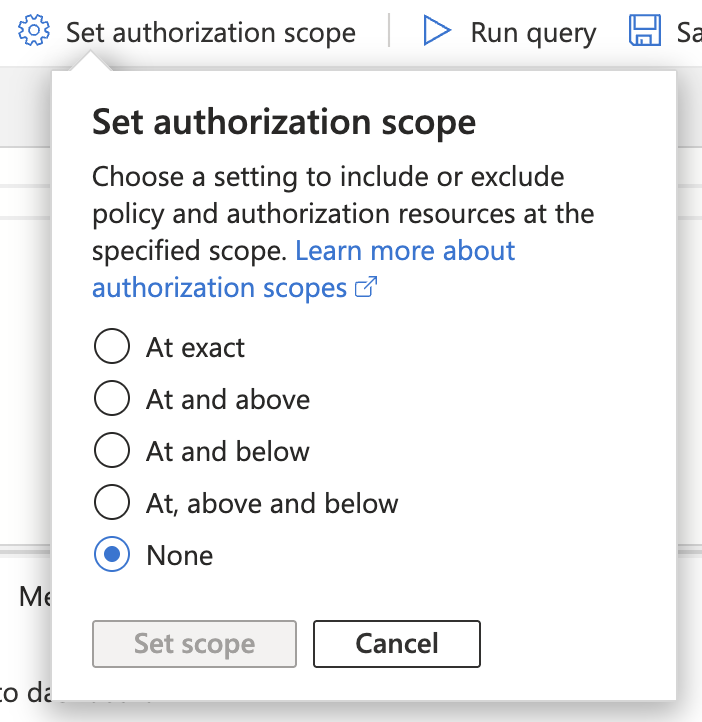 Set authorization scope Run query Sa
Set authorization scope
Choose a setting to include or exclude
policy and authorization resources at the
specified scope. Learn more about
authorization scopes
At exact
At and above
At and below
At, above and below
None
Me
Set scope Cancel
to da